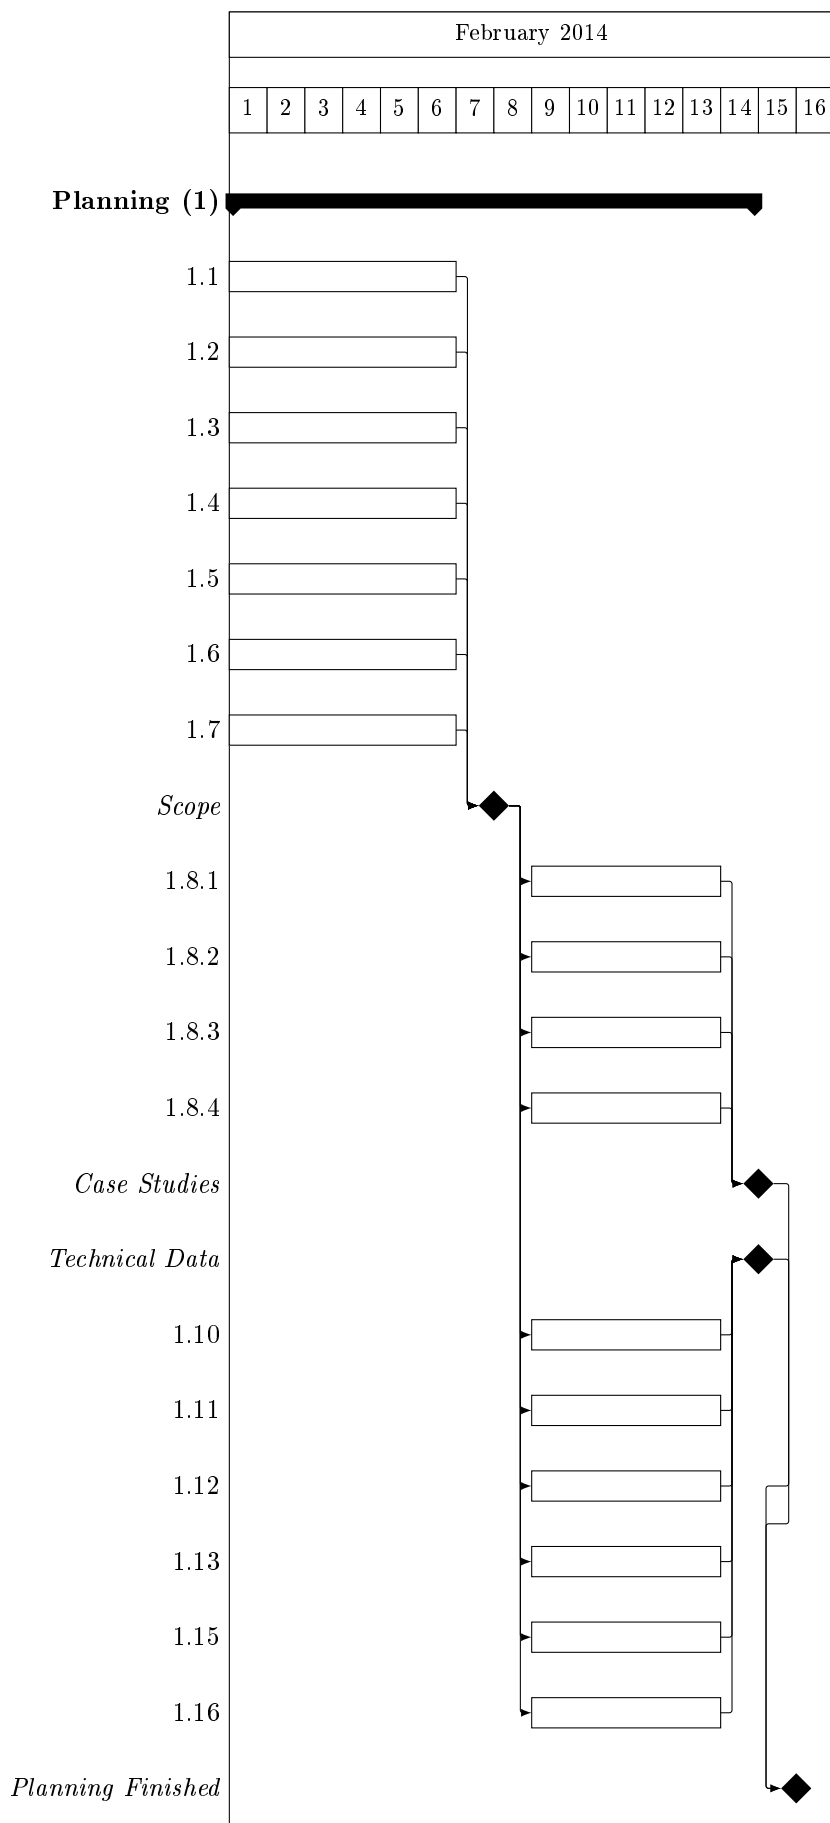 February 2014
1 2 3 4 5 6 7 8 9 10 11 12 13 14 15 16
Planning (1)
1.1
1.2
1.3
1.4
1.5
1.6
1.7
Scope
1.8.1
1.8.2
1.8.3
1.8.4
Case Studies
Technical Data
1.10
1.11
1.12
1.13
1.15
1.16
Planning Finished